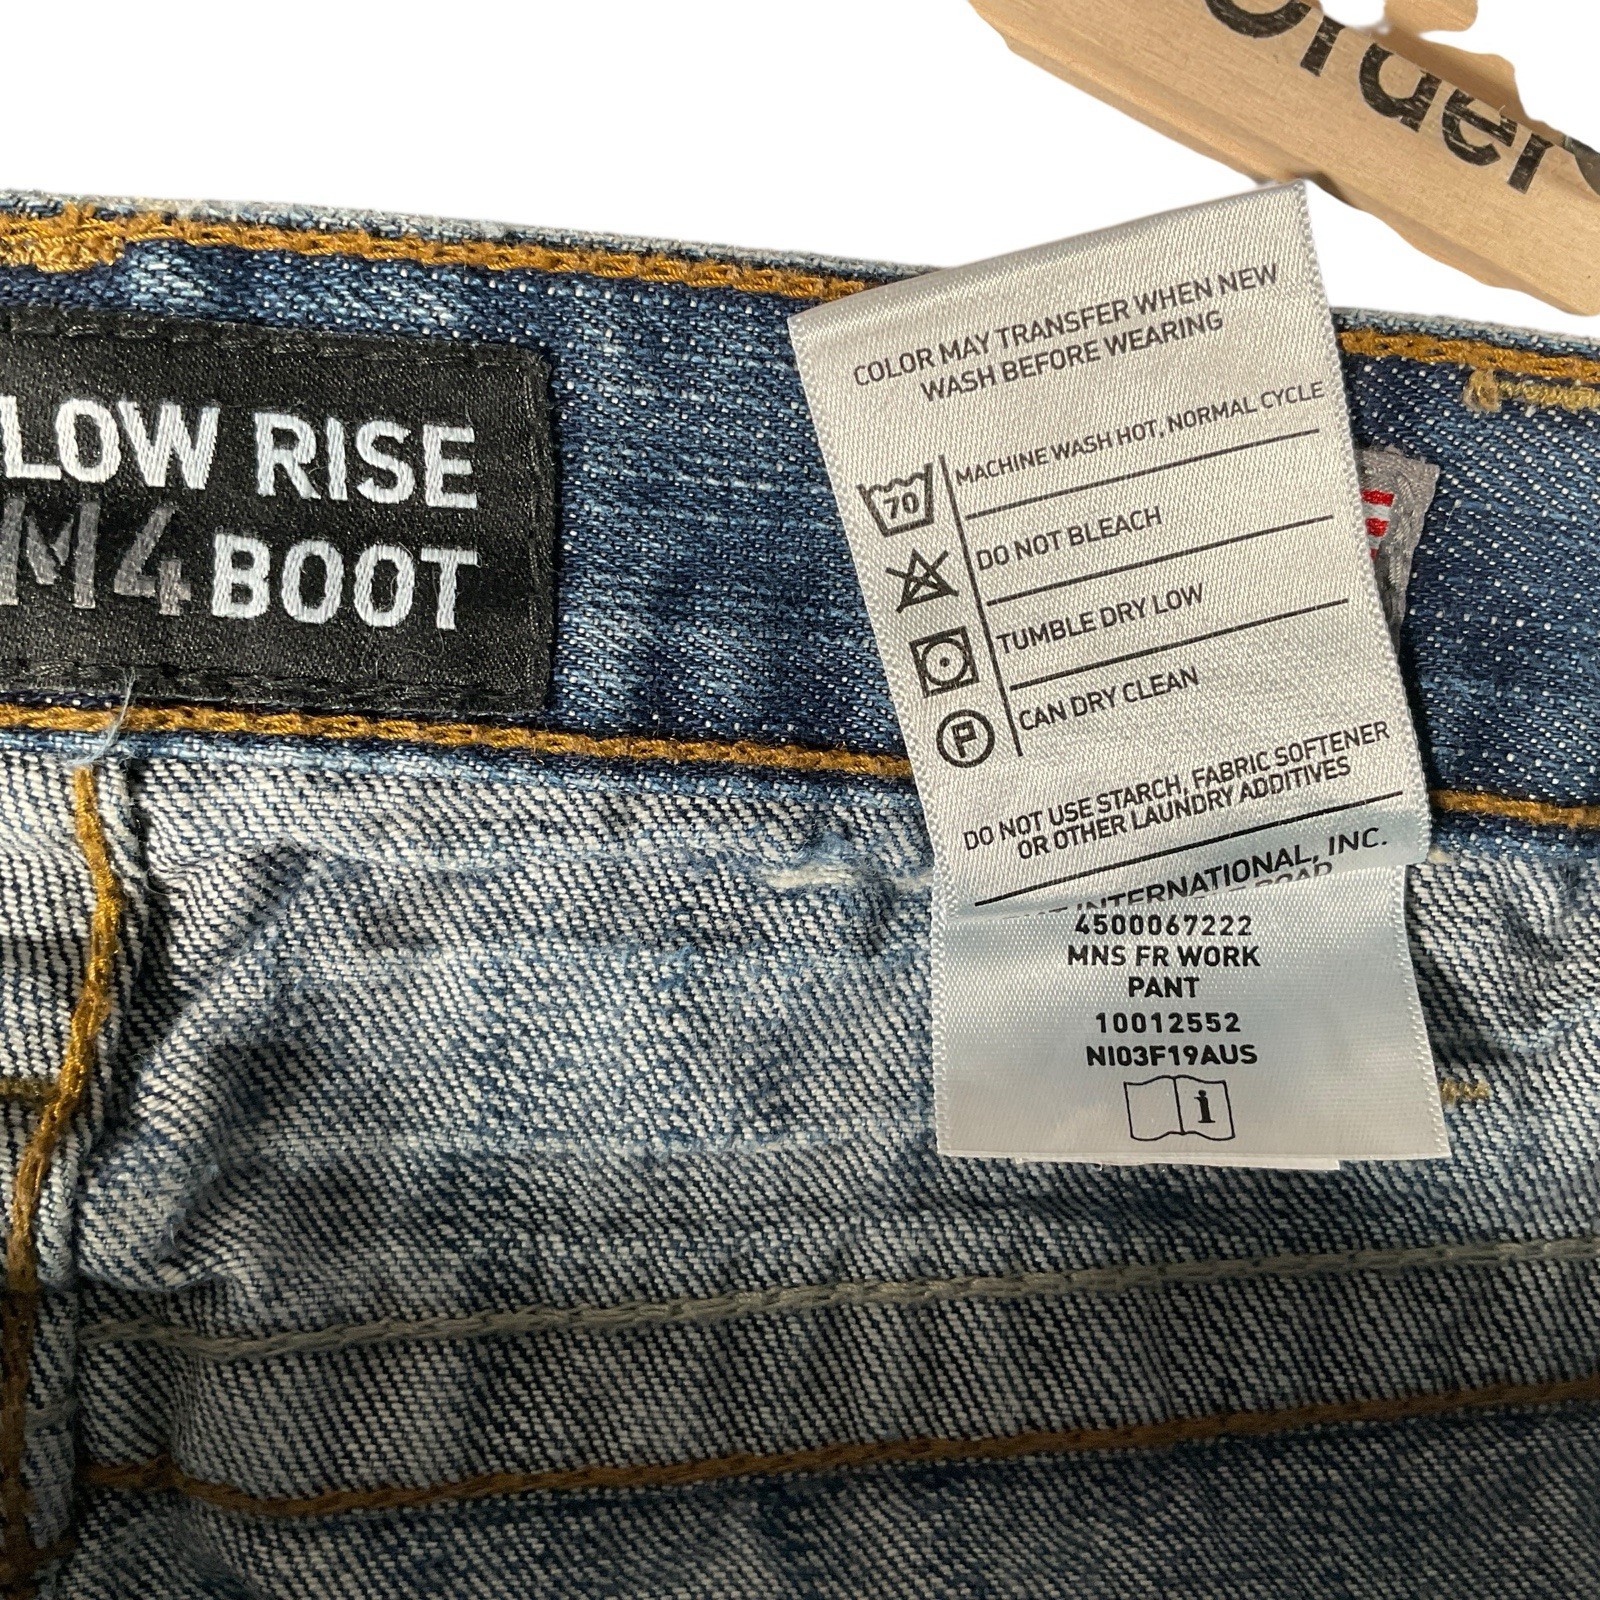 LOW RISE
M4 BOOT
COLOR MAY TRANSFER WHEN NEW
WASH BEFORE WEARING
70
MACHINE WASH HOT, NORMAL CYCLE
DO NOT BLEACH
TUMBLE DRY LOW
P
CAN DRY CLEAN
DO NOT USE STARCH, FABRIC SOFTENER
OR OTHER LAUNDRY ADDITIVES
INTERNATIONAL, INC.
ROAD
4500067222
MNS FR WORK
PANT
10012552
NI03F19AUS
i